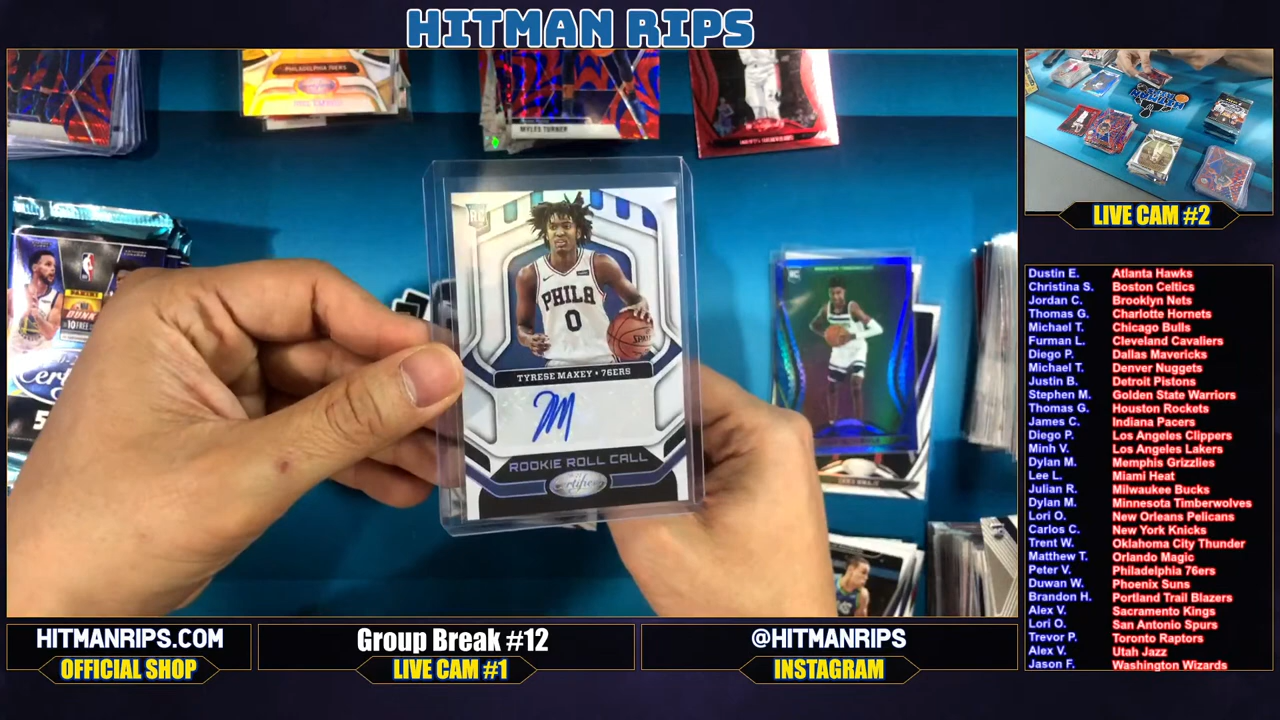 HITMAN RIPS
PHILADELPHIA 76ERS
MYLES TURNER
LIVE CAM #2
RC
PHILA
0
TYRESE MAXEY • 76ERS
ROOKIE ROLL CALL
Certified
RC
NBA
PANINI
5
Dustin E. Atlanta Hawks
Christina S. Boston Celtics
Jordan C. Brooklyn Nets
Thomas G. Charlotte Hornets
Michael T. Chicago Bulls
Furman L. Cleveland Cavaliers
Diego P. Dallas Mavericks
Michael T. Denver Nuggets
Justin B. Detroit Pistons
Stephen M. Golden State Warriors
Thomas G. Houston Rockets
James C. Indiana Pacers
Diego P. Los Angeles Clippers
Minh V. Los Angeles Lakers
Dylan M. Memphis Grizzlies
Lee L. Miami Heat
Julian R. Milwaukee Bucks
Dylan M. Minnesota Timberwolves
Lori O. New Orleans Pelicans
Carlos C. New York Knicks
Trent W. Oklahoma City Thunder
Matthew T. Orlando Magic
Peter V. Philadelphia 76ers
Duwan W. Phoenix Suns
Brandon H. Portland Trail Blazers
Alex V. Sacramento Kings
Lori O. San Antonio Spurs
Trevor P. Toronto Raptors
Alex V. Utah Jazz
Jason F. Washington Wizards
HITMANRIPS.COM
OFFICIAL SHOP
Group Break #12
LIVE CAM #1
@HITMANRIPS
INSTAGRAM